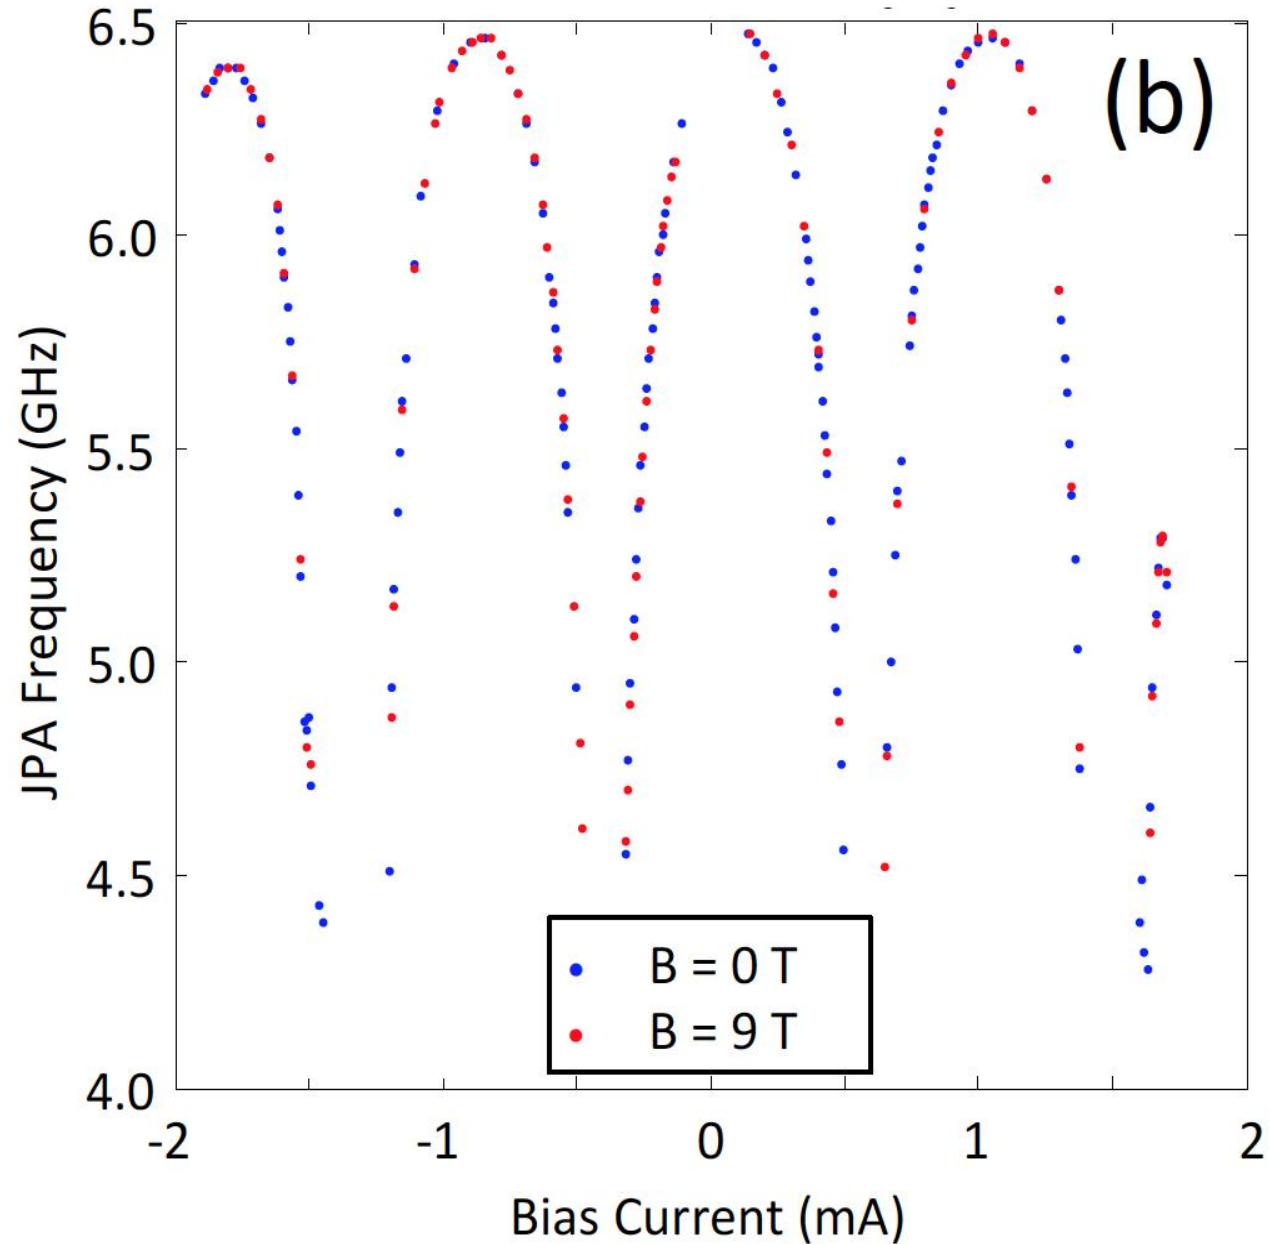 (b)
6.5
6.0
5.5
5.0
4.5
4.0
JPA Frequency (GHz)
B = 0 T
B = 9 T
-2
-1
0
1
2
Bias Current (mA)